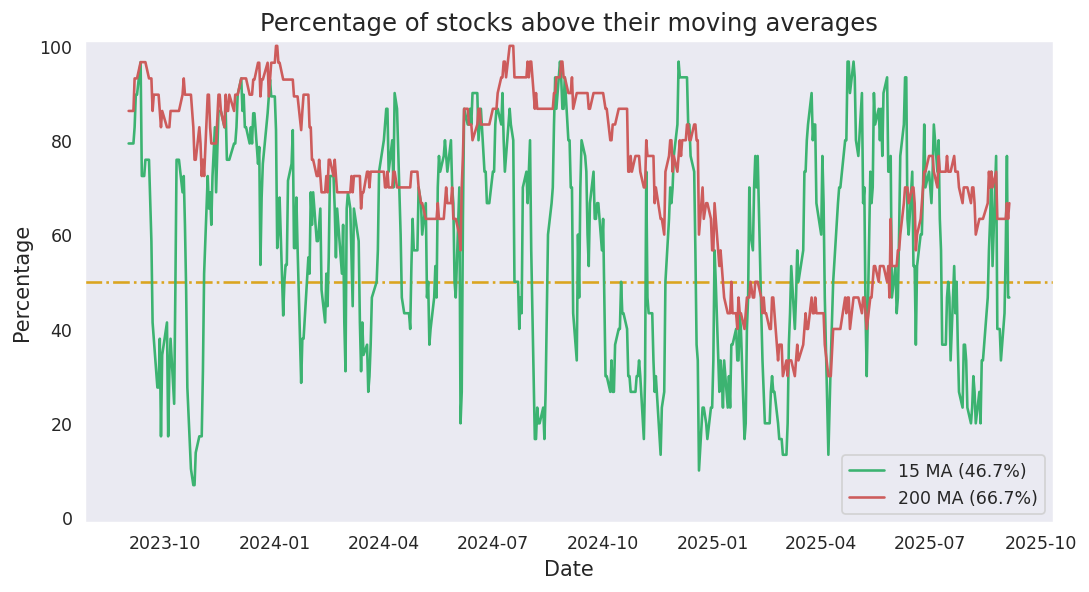 Percentage of stocks above their moving averages
Percentage
100
80
60
40
20
0
15 MA (46.7%)
200 MA (66.7%)
2023-10 2024-01 2024-04 2024-07 2024-10 2025-01 2025-04 2025-07 2025-10
Date